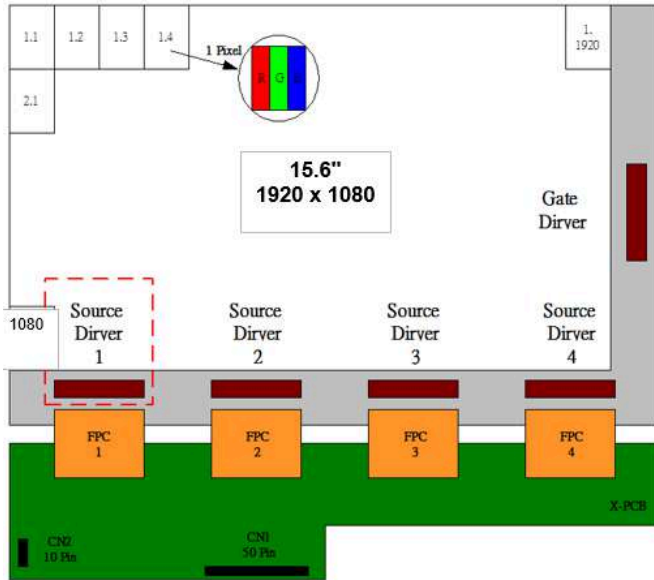 1.1
1.2
1.3
1.4
1 Pixel
R
G
1.
1920
2.1
15.6"
1920 x 1080
Gate
Dirver
1080
Source
Dirver
1
Source
Dirver
2
Source
Dirver
3
Source
Dirver
4
FPC
1
FPC
2
FPC
3
FPC
4
X-PCB
CN2
10 Pin
CN1
50 Pin